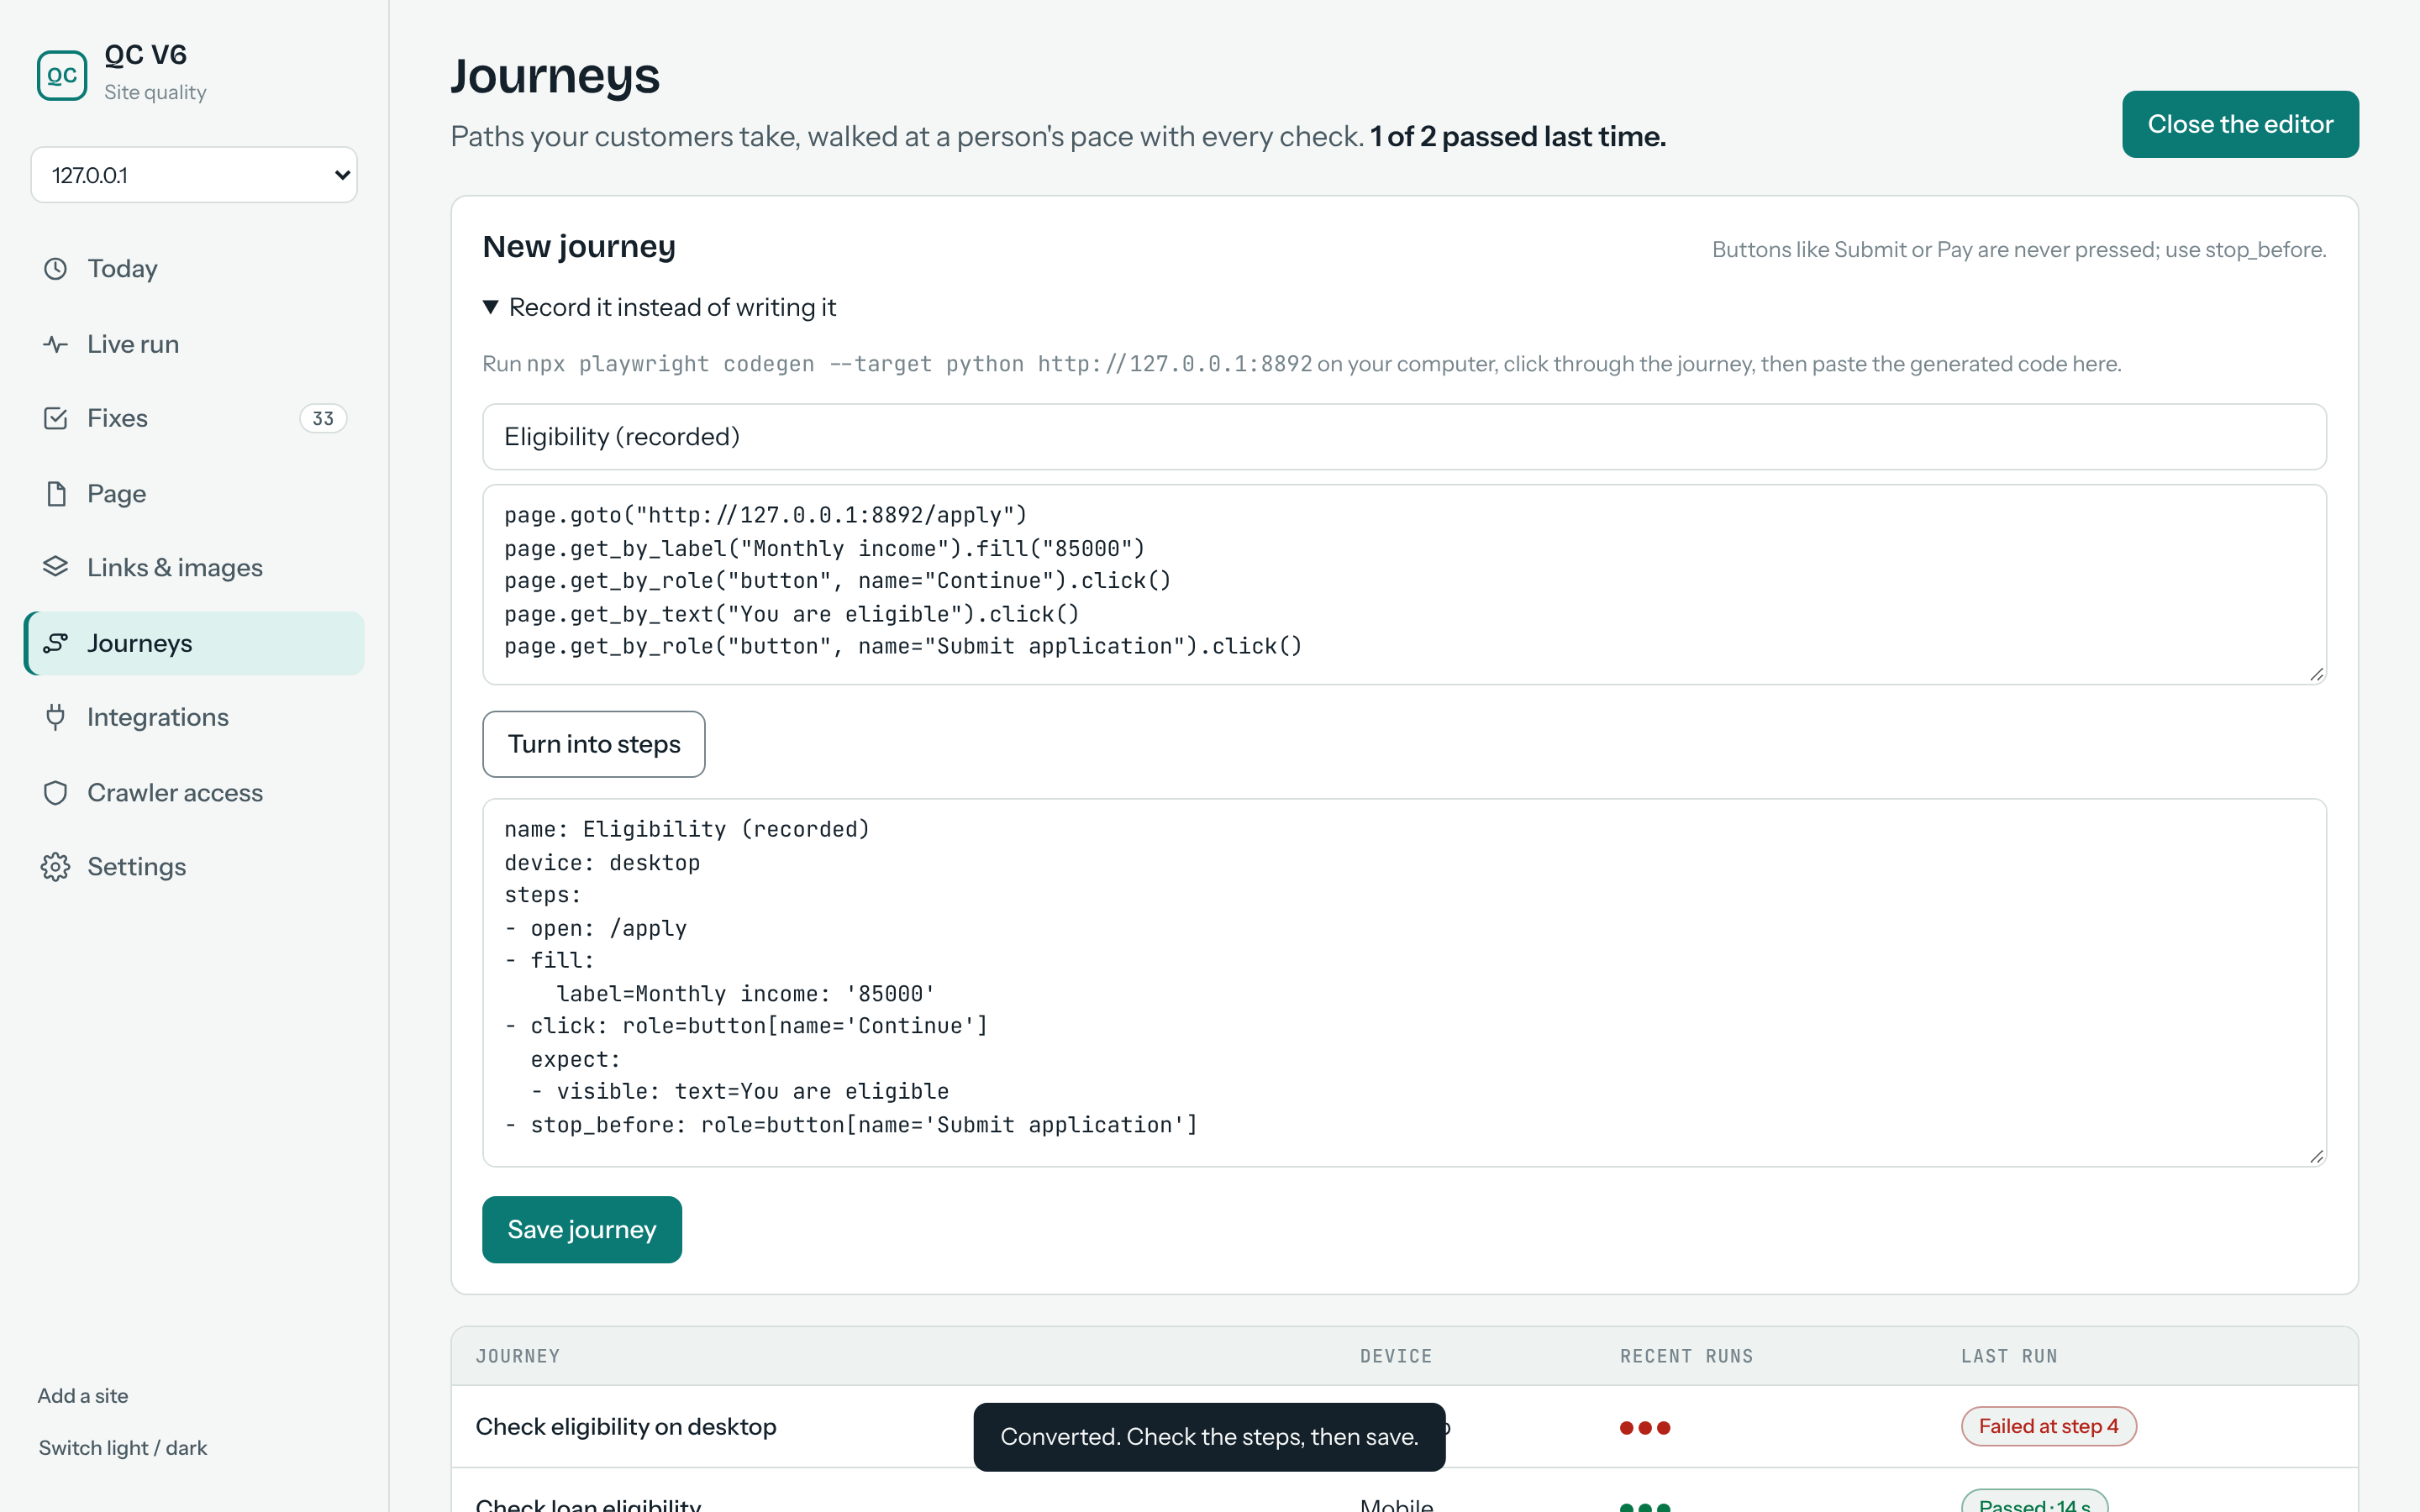 QC
QC V6
Site quality
127.0.0.1
Today
Live run
Fixes
33
Page
Links & images
Journeys
Integrations
Crawler access
Settings
Add a site
Switch light / dark
Journeys
Paths your customers take, walked at a person's pace with every check. 1 of 2 passed last time.
Close the editor
New journey
Buttons like Submit or Pay are never pressed; use stop_before.
Record it instead of writing it
Run npx playwright codegen --target python http://127.0.0.1:8892 on your computer, click through the journey, then paste the generated code here.
Eligibility (recorded)
page.goto("http://127.0.0.1:8892/apply")
page.get_by_label("Monthly income").fill("85000")
page.get_by_role("button", name="Continue").click()
page.get_by_text("You are eligible").click()
page.get_by_role("button", name="Submit application").click()
Turn into steps
name: Eligibility (recorded)
device: desktop
steps:
- open: /apply
- fill:
    label=Monthly income: '85000'
- click: role=button[name='Continue']
  expect:
  - visible: text=You are eligible
- stop_before: role=button[name='Submit application']
Save journey
JOURNEY DEVICE RECENT RUNS LAST RUN
Check eligibility on desktop
Failed at step 4
Converted. Check the steps, then save.
Check loan eligibility Mobile Passed · 14 s